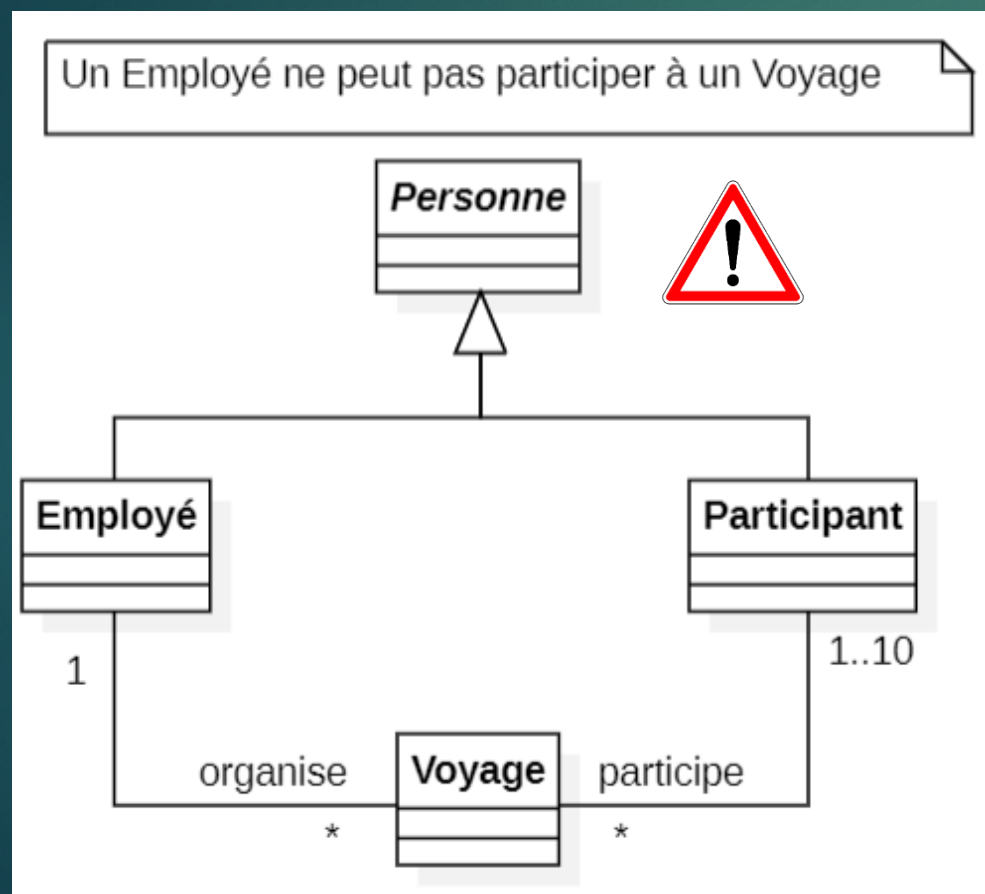 Un Employé ne peut pas participer à un Voyage
Personne
Employé
Participant
1
1..10
organise
Voyage
participe
*
*